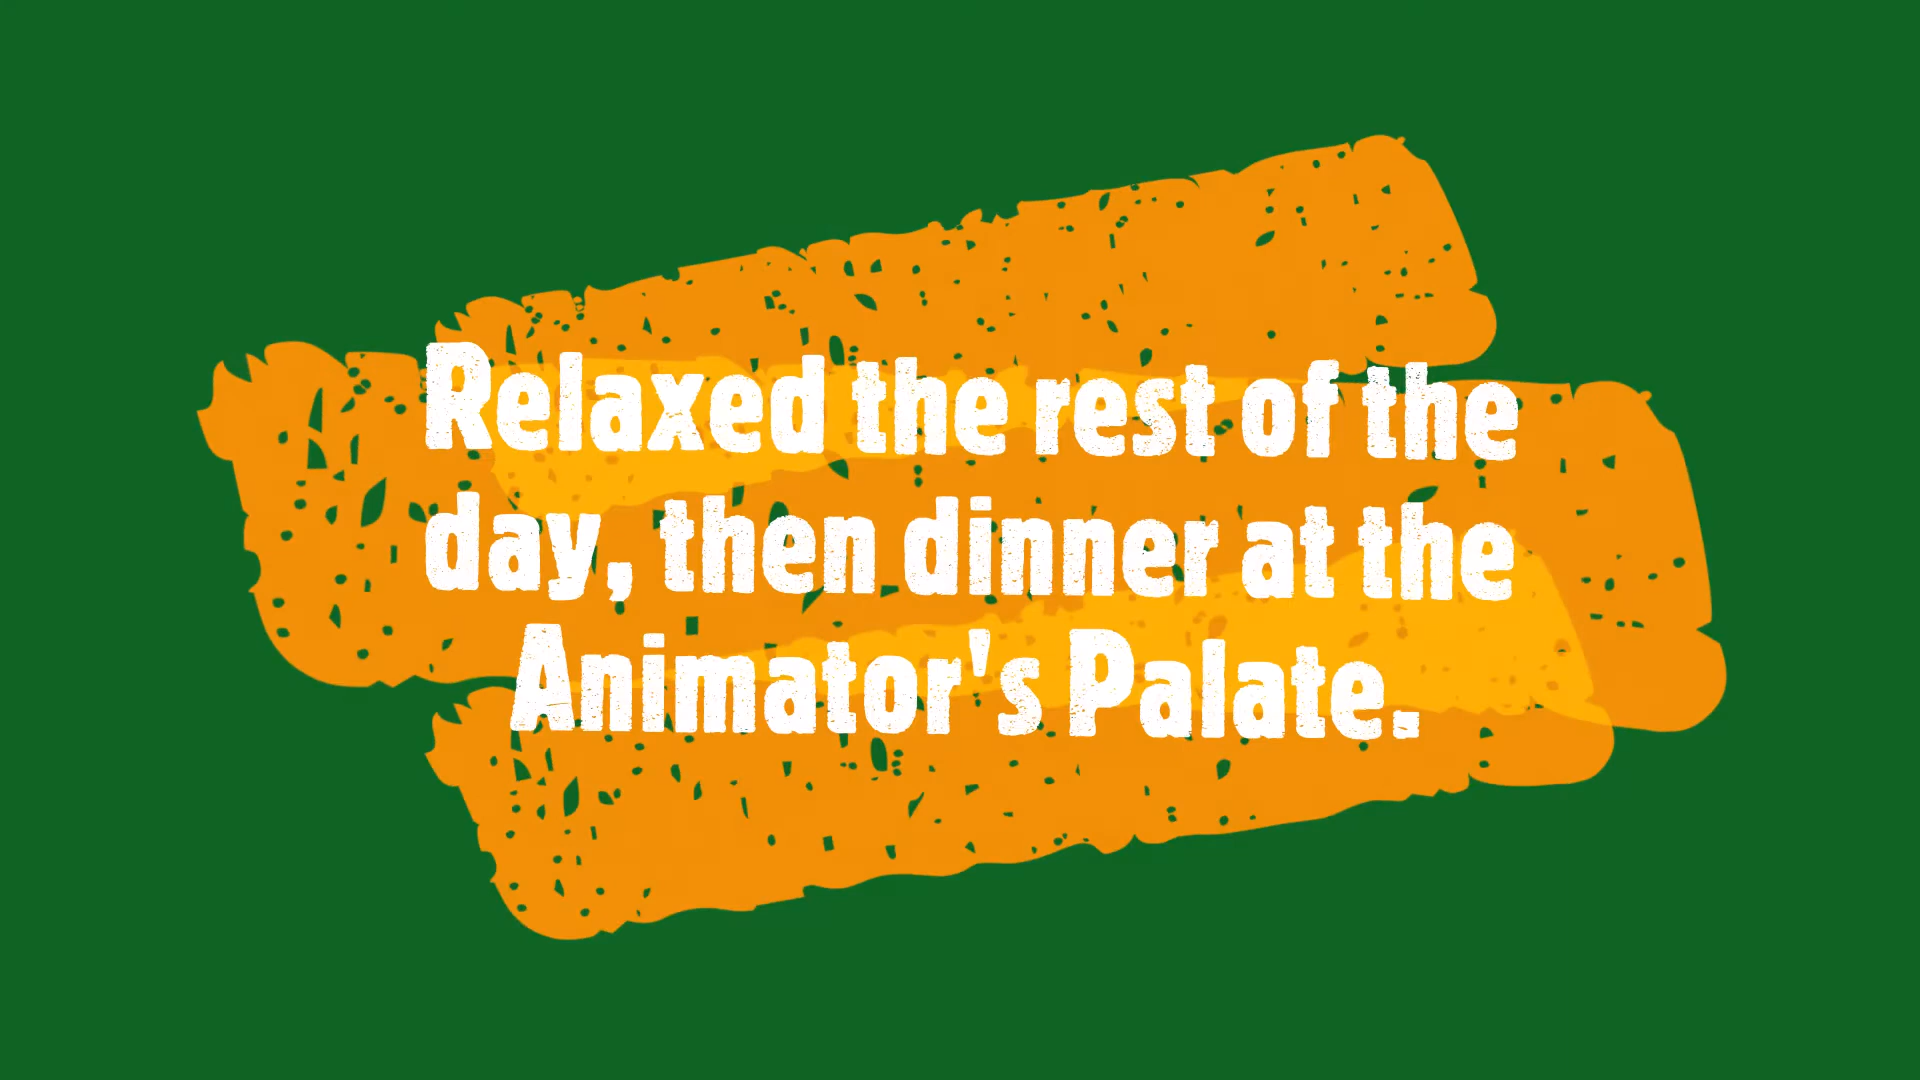 Relaxed the rest of the
day, then dinner at the
Animator's Palate.